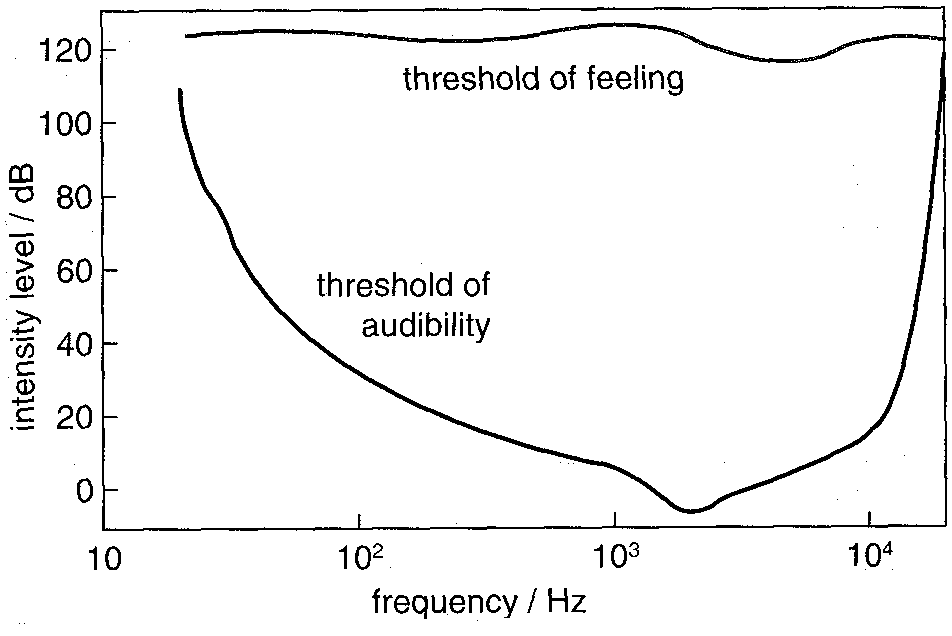 120
threshold of feeling
100
80
60
threshold of
audibility
40
20
0
intensity level / dB
10 10² 10³ 10⁴
frequency / Hz